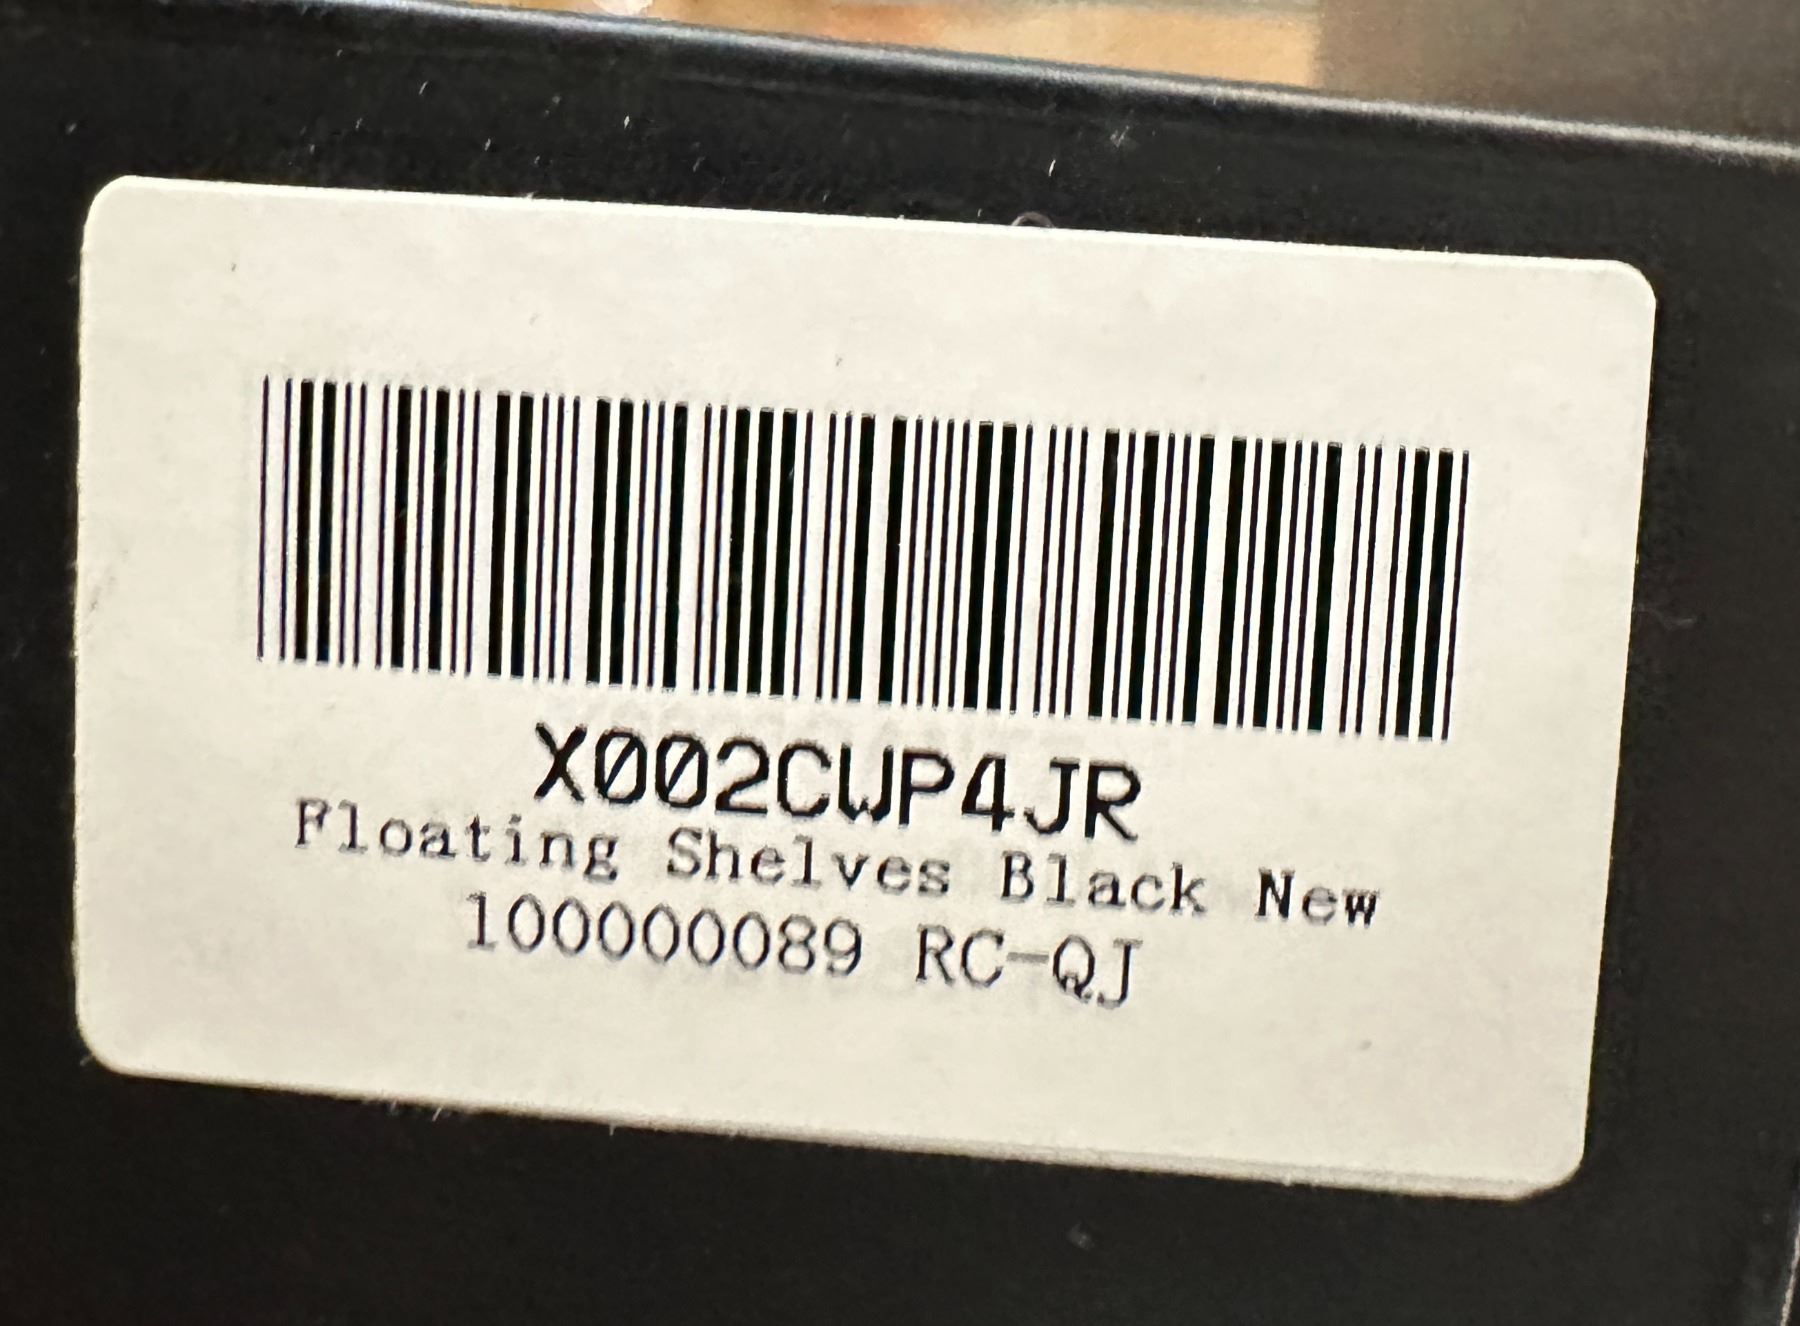 X002CWP4JR
Floating Shelves Black New
100000089 RC-QJ